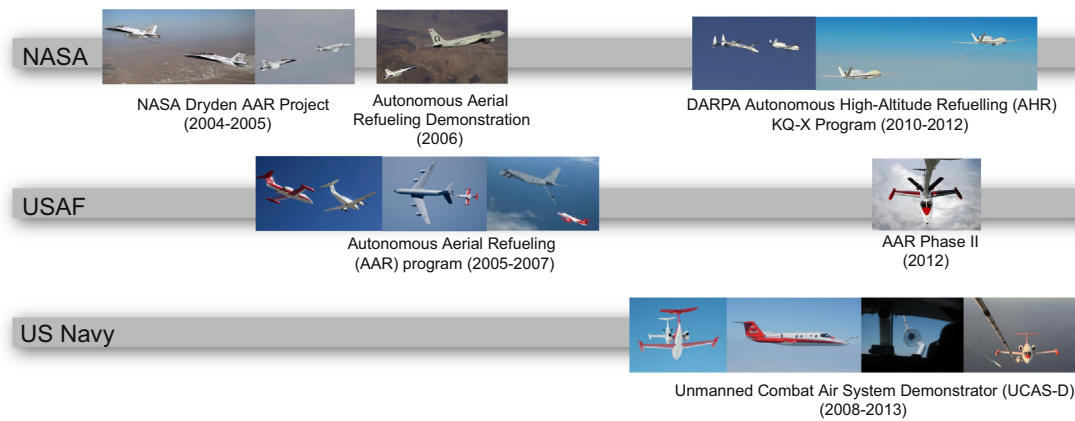 NASA
NASA Dryden AAR Project
(2004-2005)
Autonomous Aerial
Refueling Demonstration
(2006)
DARPA Autonomous High-Altitude Refuelling (AHR)
KQ-X Program (2010-2012)
USAF
Autonomous Aerial Refueling
(AAR) program (2005-2007)
AAR Phase II
(2012)
US Navy
Unmanned Combat Air System Demonstrator (UCAS-D)
(2008-2013)